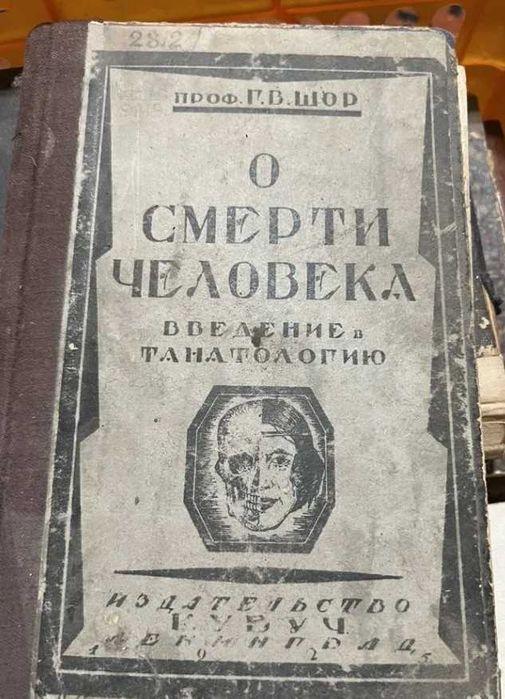 28.2
ПРОФ. Г.В. ШОР
О
СМЕРТИ
ЧЕЛОВЕКА
ВВЕДЕНИЕ в
ТАНАТОЛОГИЮ
ИЗДАТЕЛЬСТВО
КУБУЧ
ЛЕНИНГРАД
1925